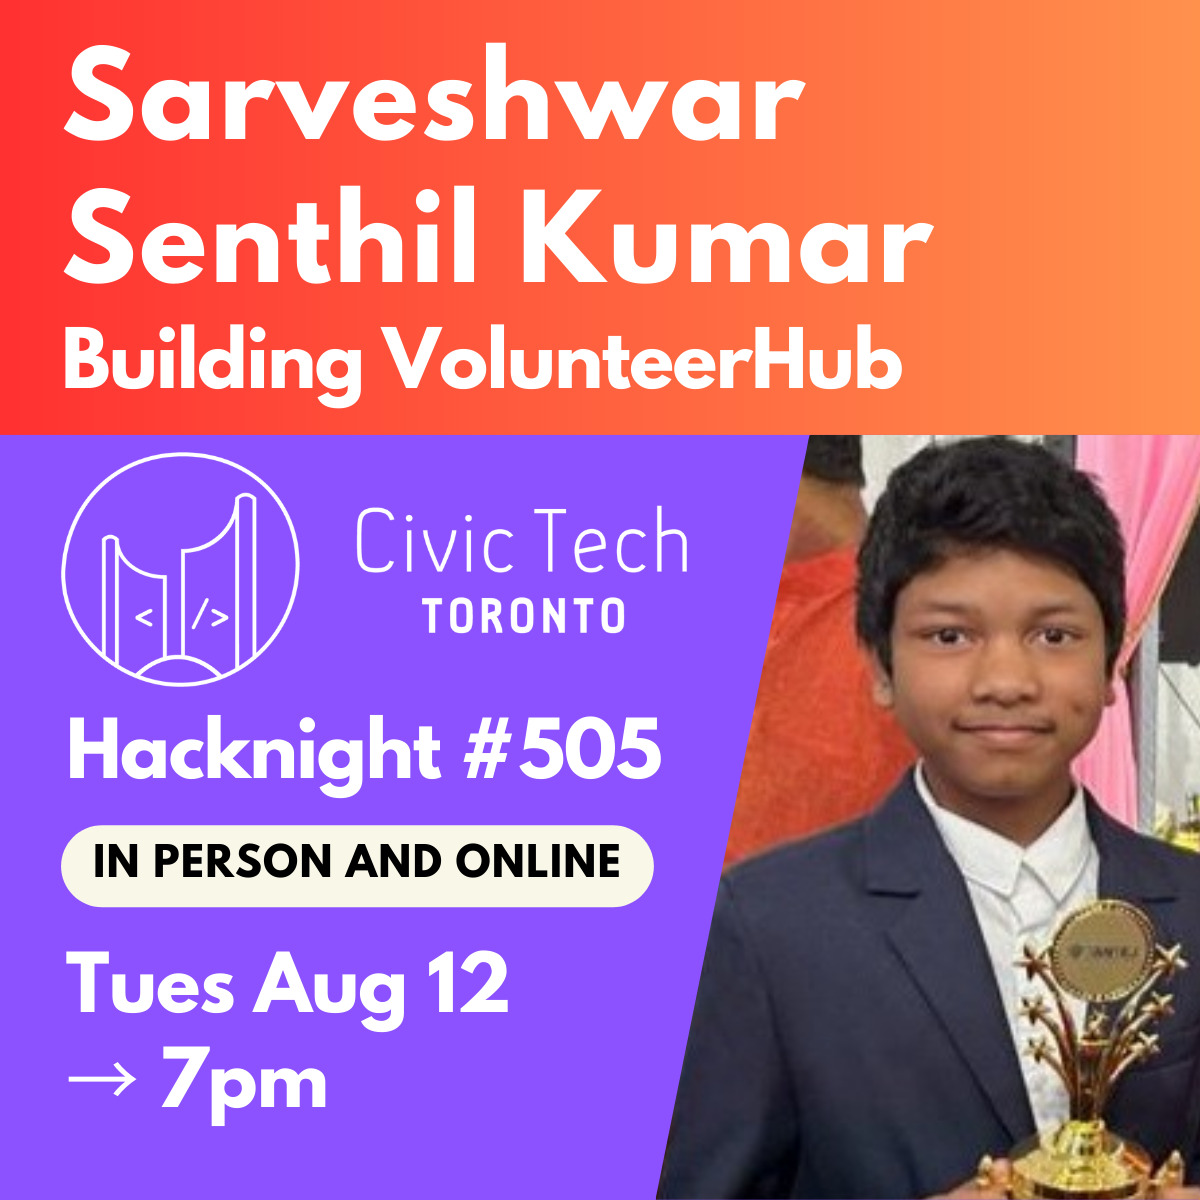 Sarveshwar
Senthil Kumar
Building VolunteerHub
< />
Civic Tech
TORONTO
Hacknight #505
IN PERSON AND ONLINE
Tues Aug 12
→ 7pm